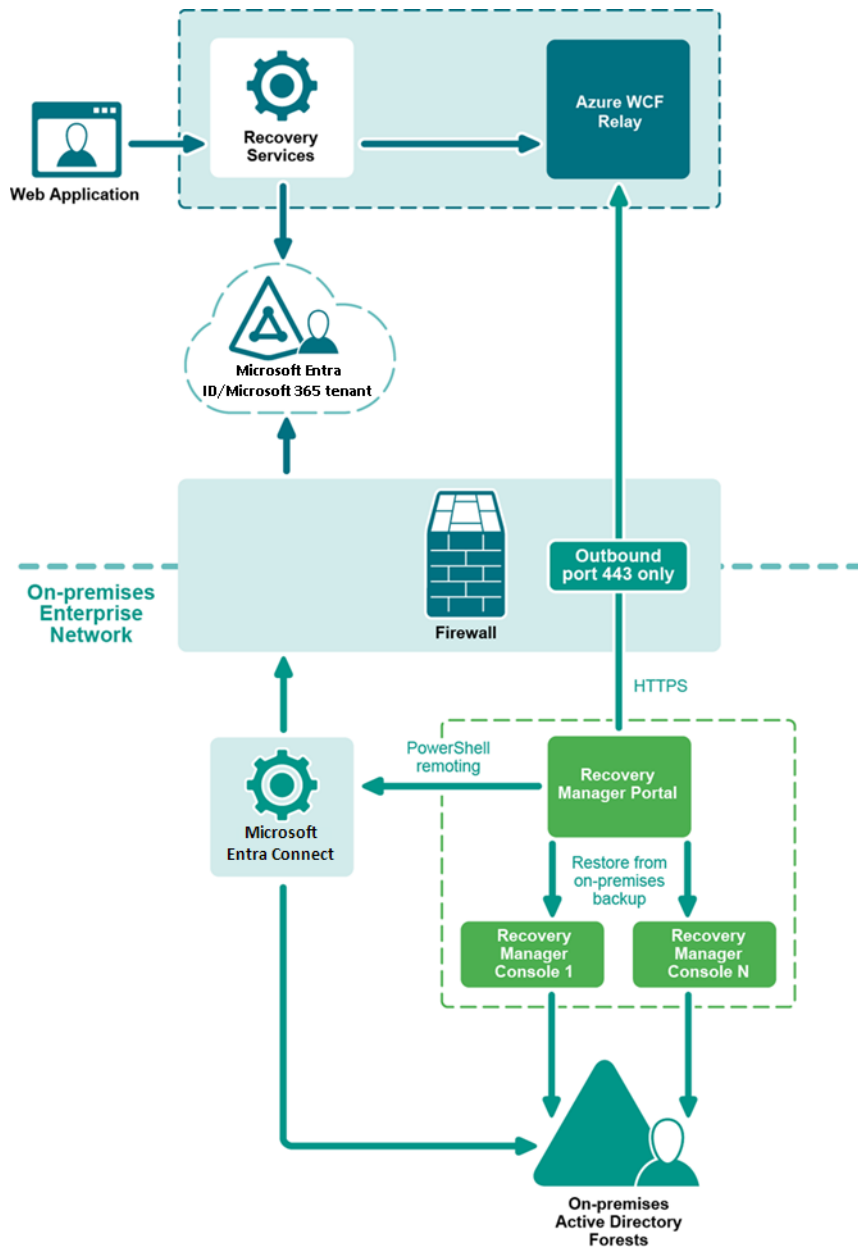 Recovery
Services
Azure WCF
Relay
Web Application
Microsoft Entra
ID/Microsoft 365 tenant
Outbound
port 443 only
On-premises
Enterprise
Network
Firewall
HTTPS
PowerShell
remoting
Recovery
Manager Portal
Microsoft
Entra Connect
Restore from
on-premises
backup
Recovery
Manager
Console 1
Recovery
Manager
Console N
On-premises
Active Directory
Forests